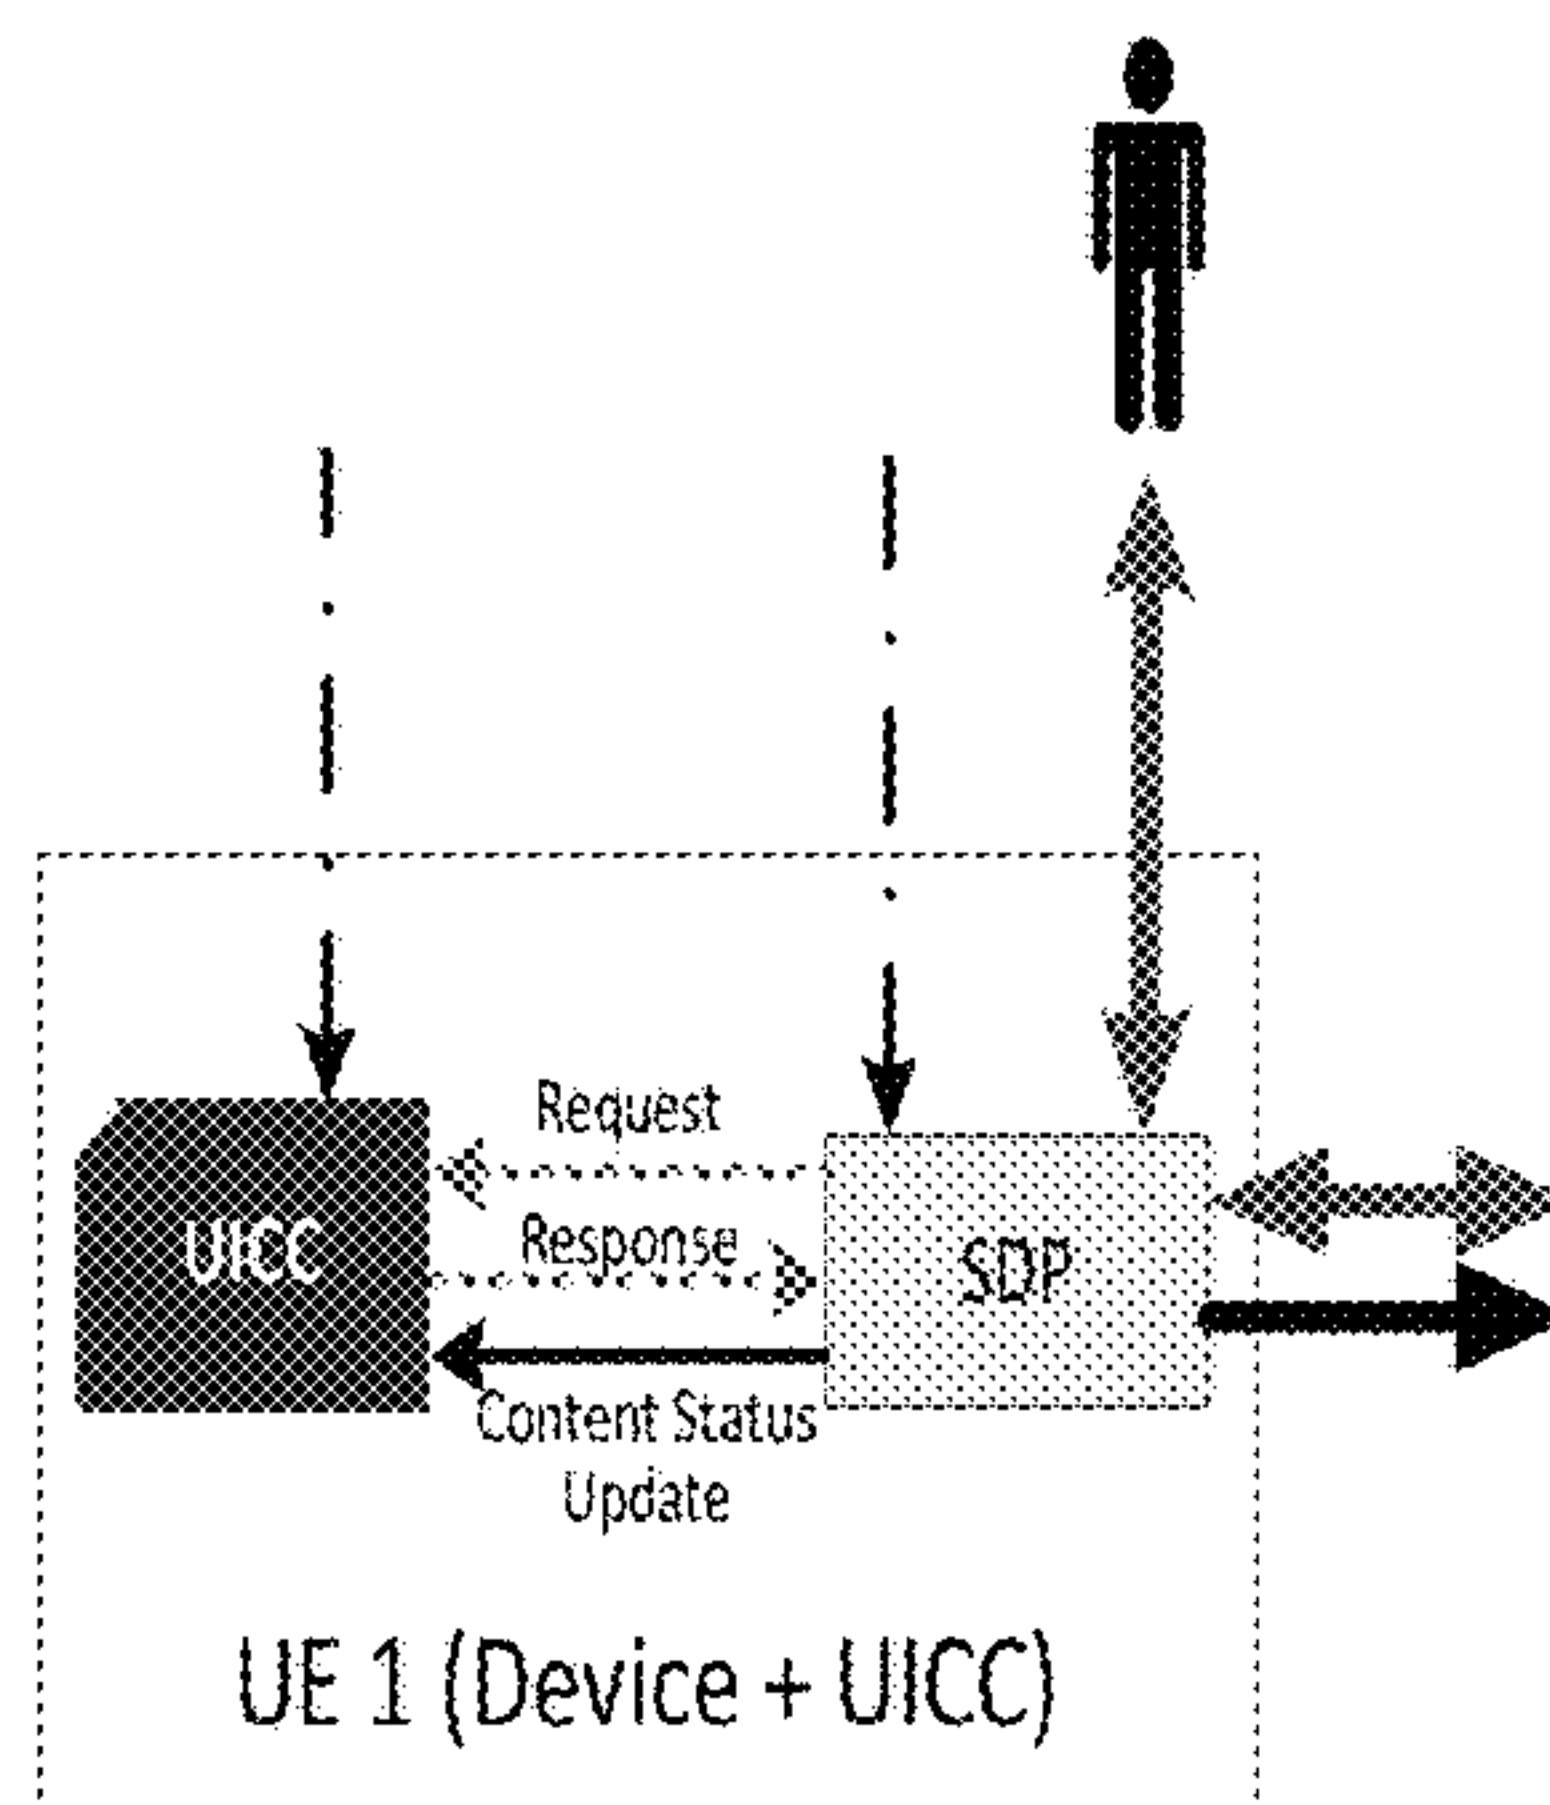 Request
Response
UICC
SDP
Content Status
Update
UE 1 (Device + UICC)